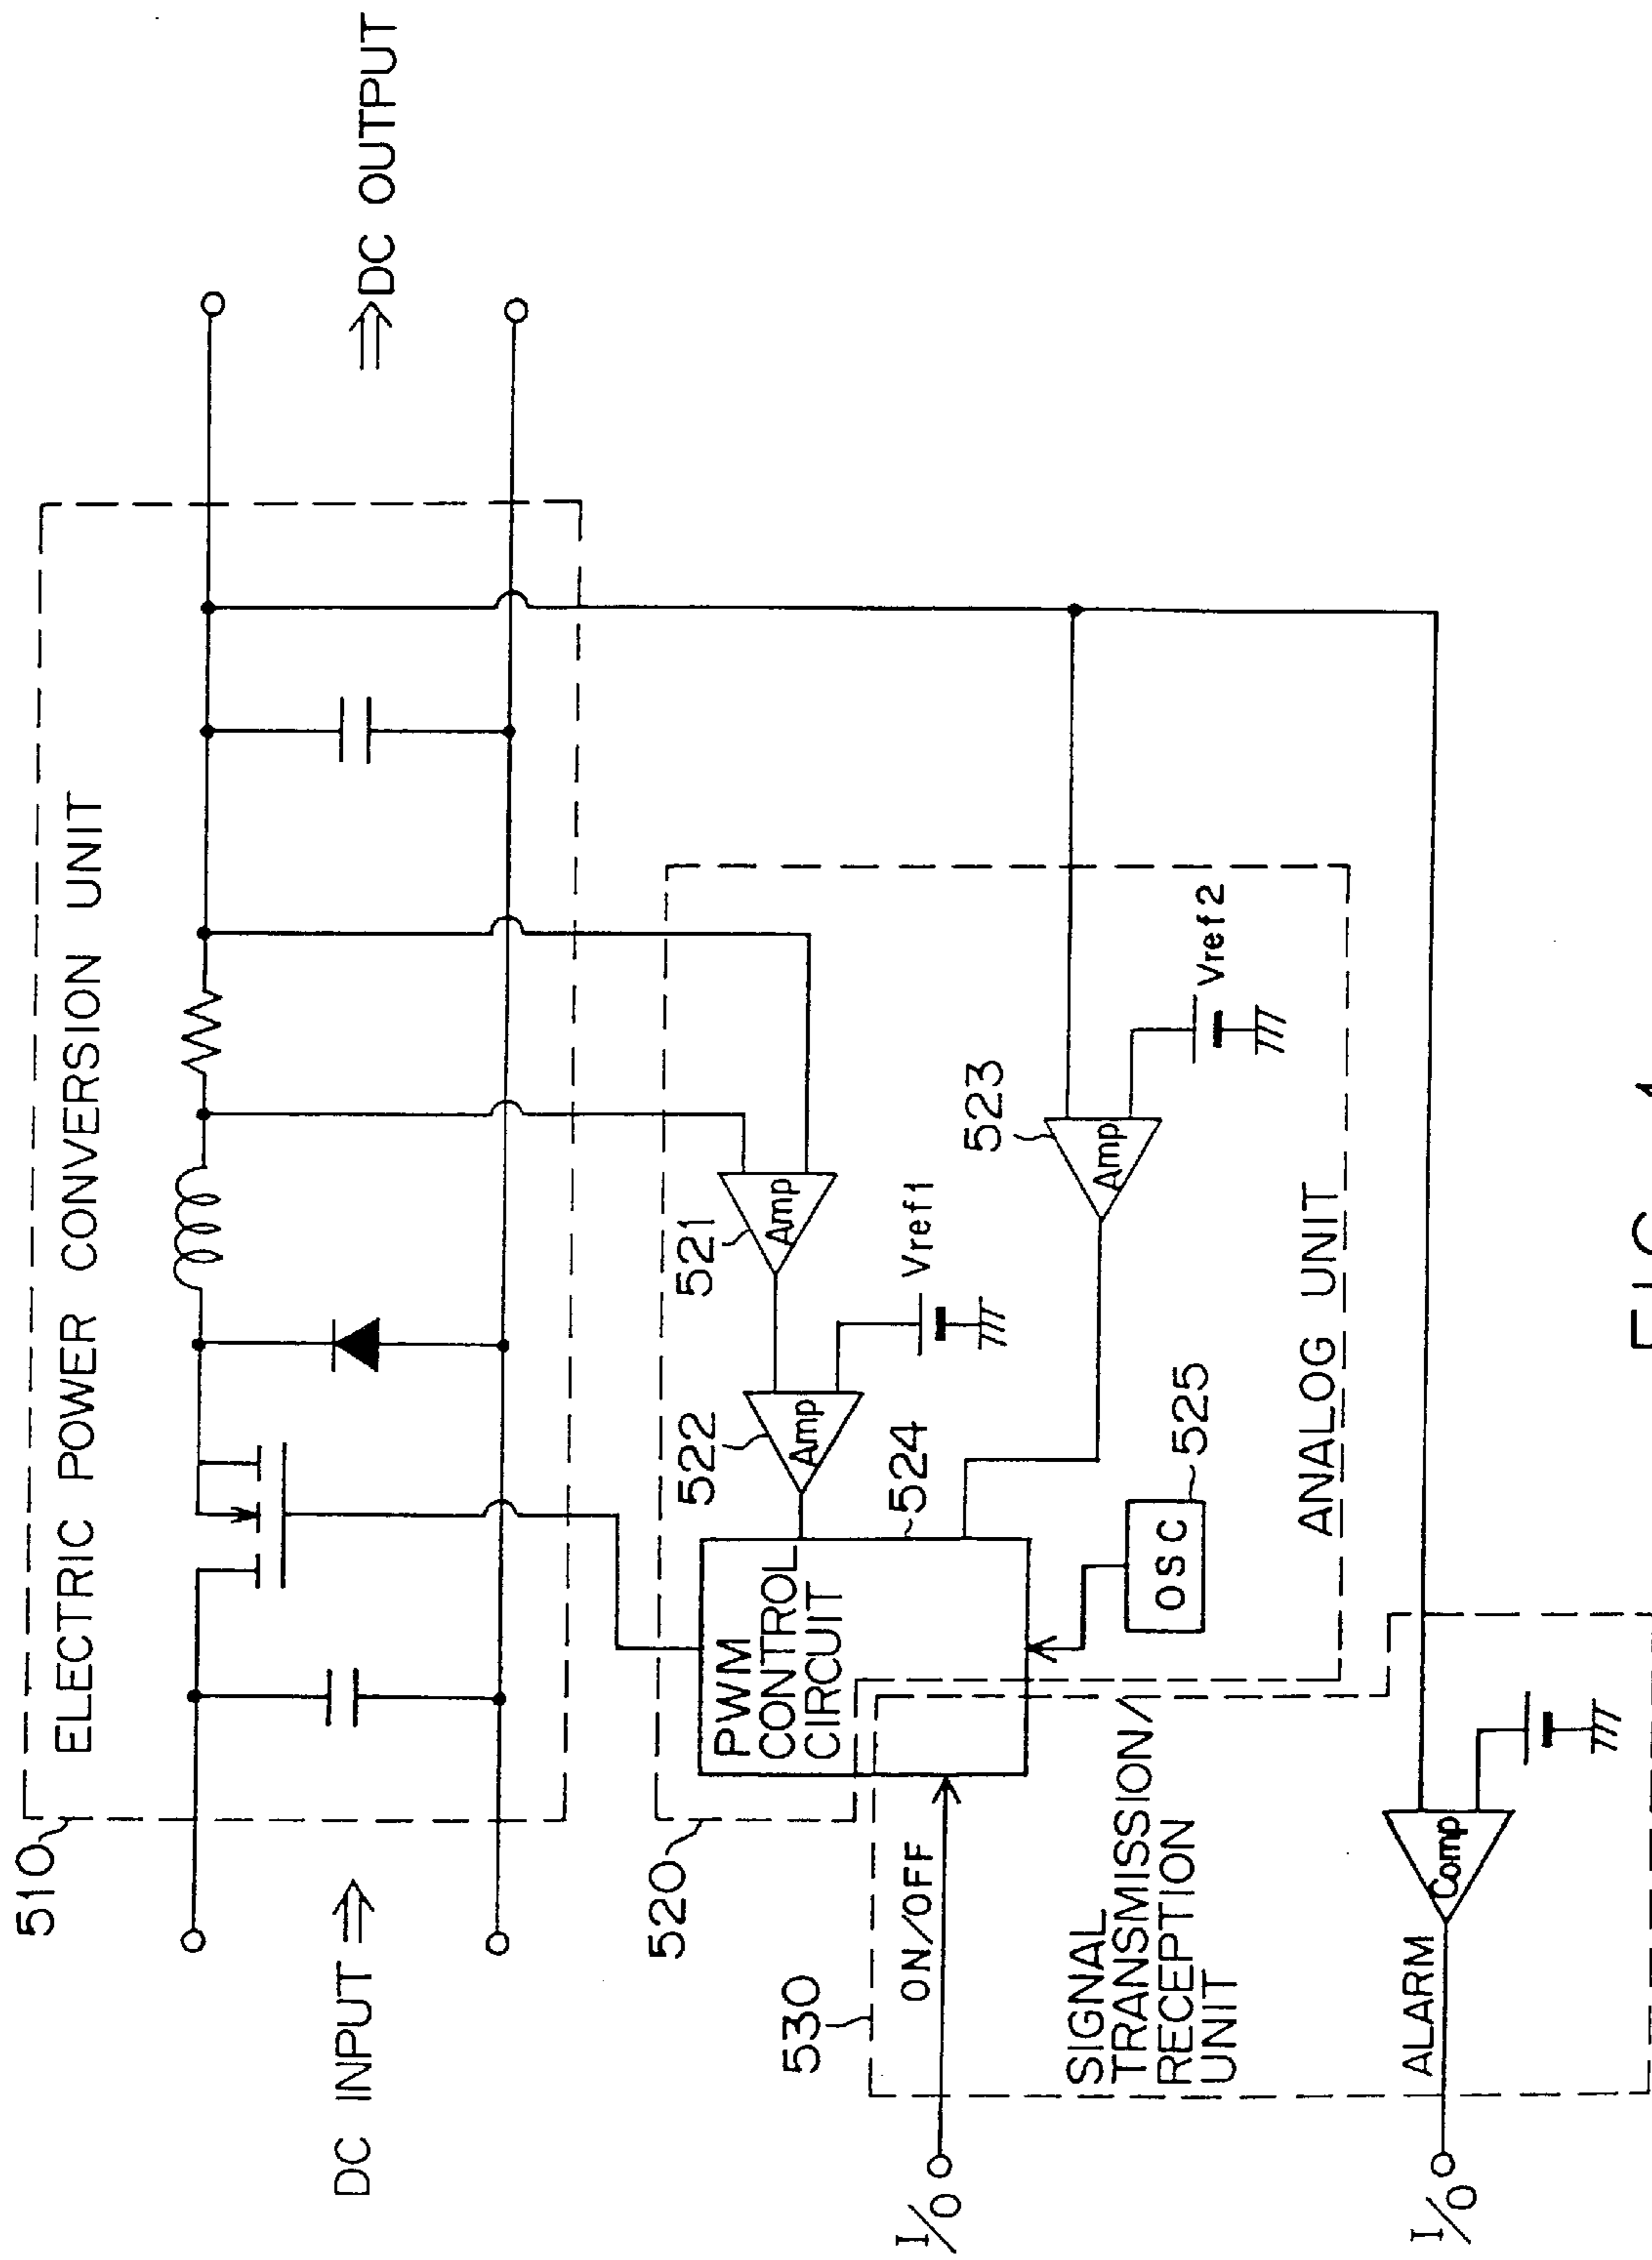 510
ELECTRIC POWER CONVERSION UNIT
DC INPUT ⇒
⇒ DC OUTPUT
520
PWM
CONTROL
CIRCUIT
522
Amp
521
Amp
Vref1
524
523
Amp
Vref2
OSC
525
ANALOG UNIT
530
ON/OFF
I/O
SIGNAL
TRANSMISSION/
RECEPTION
UNIT
ALARM
Comp
I/O